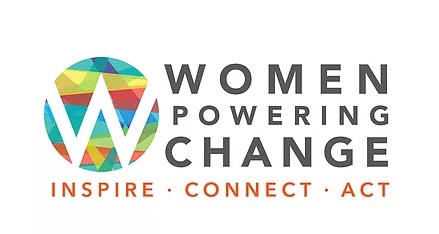 W
WOMEN
POWERING
CHANGE
INSPIRE · CONNECT · ACT